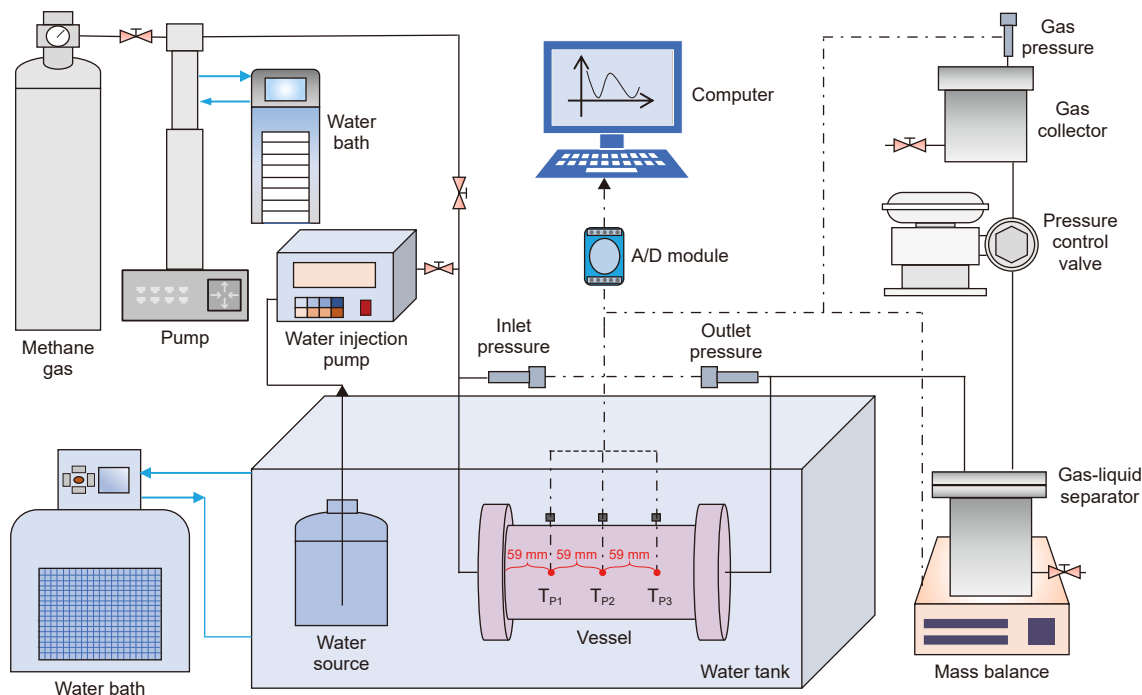 Gas
pressure
Computer
Gas
collector
Water
bath
Pressure
control
valve
A/D module
Methane
gas
Pump
Water injection
pump
Inlet
pressure
Outlet
pressure
Gas-liquid
separator
59 mm 59 mm 59 mm
TP1 TP2 TP3
Vessel
Water
source
Water tank
Mass balance
Water bath